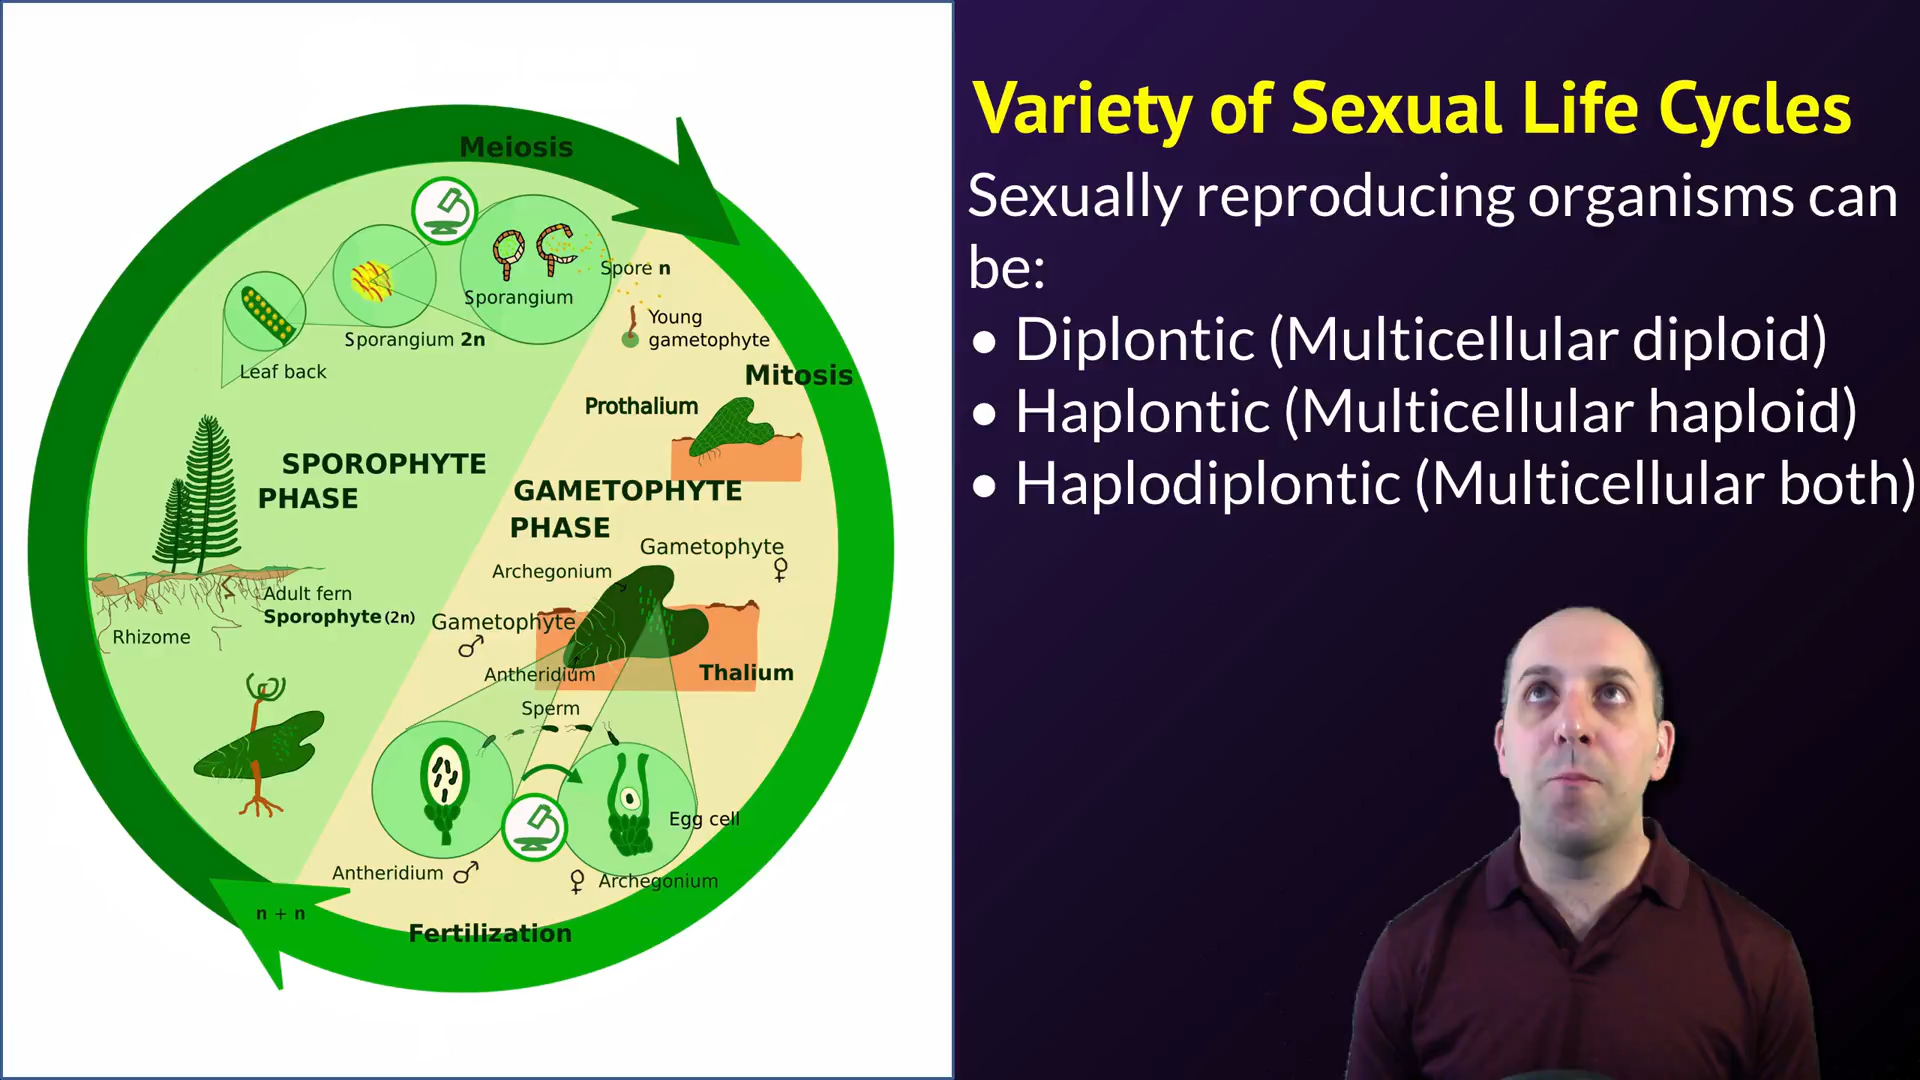 Meiosis
Spore n
Sporangium
Young
gametophyte
Sporangium 2n
Leaf back
Mitosis
Prothalium
SPOROPHYTE
PHASE
GAMETOPHYTE
PHASE
Gametophyte
♀
Archegonium
Adult fern
Sporophyte (2n)
Gametophyte
♂
Rhizome
Antheridium
Thalium
Sperm
Egg cell
Antheridium ♂
♀ Archegonium
n + n
Fertilization
Variety of Sexual Life Cycles
Sexually reproducing organisms can
be:
• Diplontic (Multicellular diploid)
• Haplontic (Multicellular haploid)
• Haplodiplontic (Multicellular both)